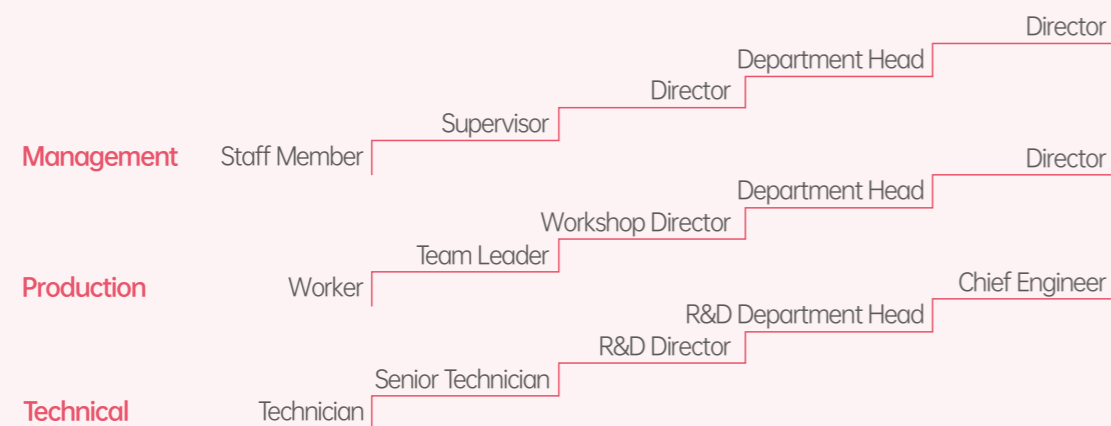 Director
Department Head
Director
Supervisor
Management Staff Member
Director
Department Head
Workshop Director
Team Leader
Production Worker
Chief Engineer
R&D Department Head
R&D Director
Senior Technician
Technical Technician